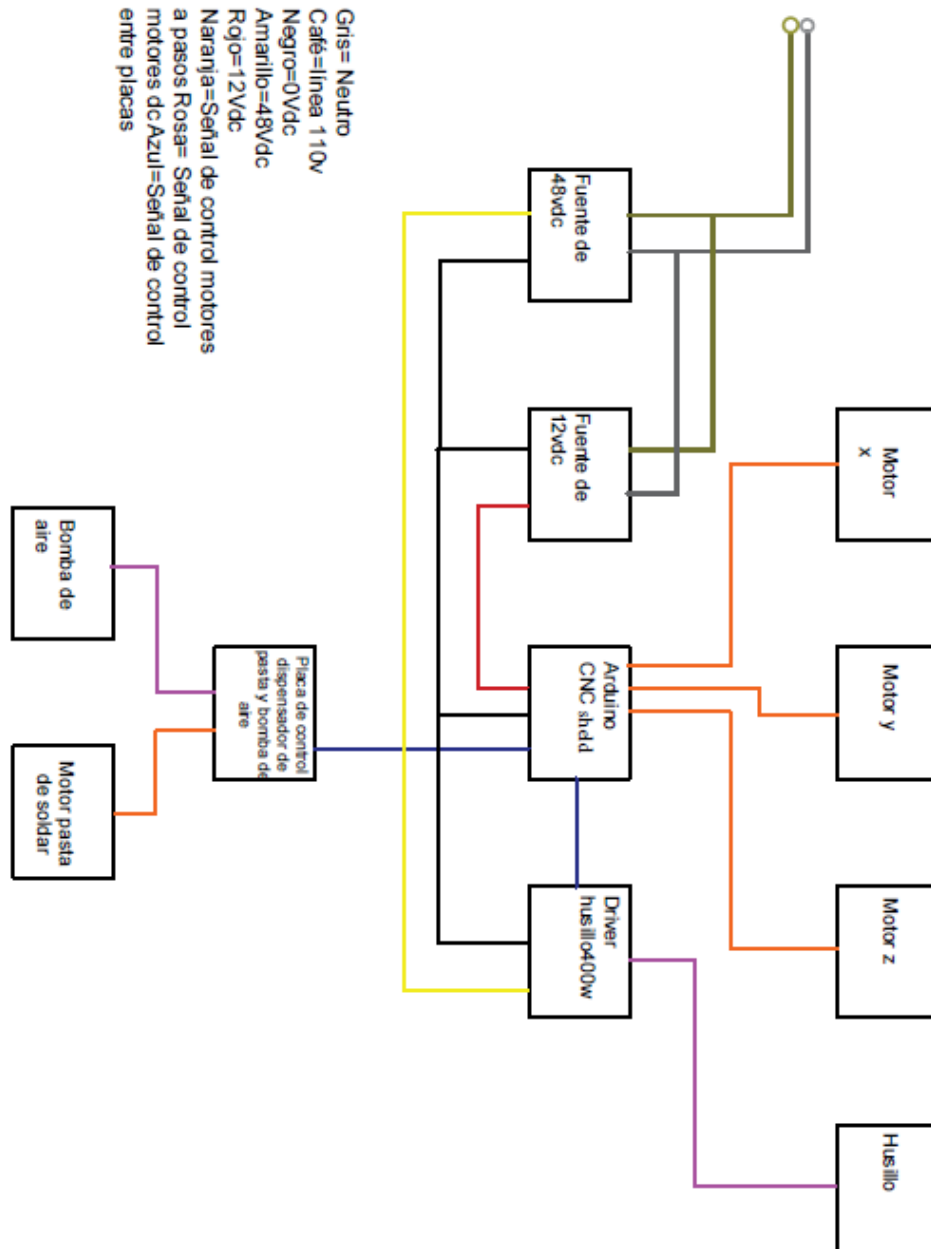 Motor
x
Motor y
Motor z
Husillo
Fuente de
48vdc
Fuente de
12vdc
Arduino
CNC shdd
Driver
husillo400w
Gris= Neutro
Café=línea 110v
Negro=0Vdc
Amarillo=48Vdc
Rojo=12Vdc
Naranja=Señal de control motores
a pasos Rosa= Señal de control
motores dc Azul=Señal de control
entre placas
Placa de control
dispensador de
pasta y bomba de
aire
Bomba de
aire
Motor pasta
de soldar